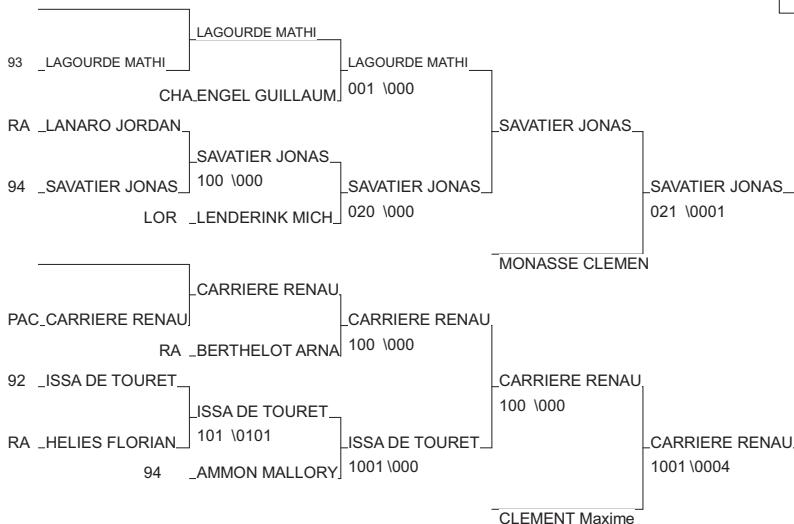 LAGOURDE MATHI
93 LAGOURDE MATHI LAGOURDE MATHI
CHA ENGEL GUILLAUM 001 \000
RA LANARO JORDAN SAVATIER JONAS
SAVATIER JONAS
100 \000
94 SAVATIER JONAS SAVATIER JONAS SAVATIER JONAS
LOR LENDERINK MICH 020 \000 021 \0001
MONASSE CLEMEN
CARRIERE RENAU
PAC CARRIERE RENAU CARRIERE RENAU
RA BERTHELOT ARNA 100 \000
92 ISSA DE TOURET CARRIERE RENAU
100 \000
ISSA DE TOURET
101 \0101
RA HELIES FLORIAN ISSA DE TOURET CARRIERE RENAU
94 AMMON MALLORY 1001 \000 1001 \0004
CLEMENT Maxime